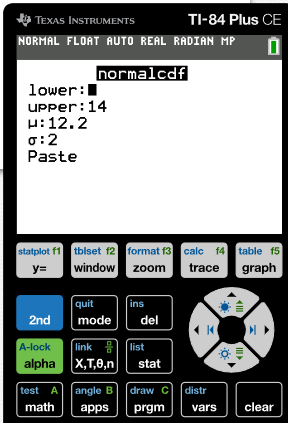 TEXAS INSTRUMENTS TI-84 Plus CE
NORMAL FLOAT AUTO REAL RADIAN MP
normalcdf
lower:
upper:14
μ:12.2
σ:2
Paste
statplot f1 tblset f2 format f3 calc f4 table f5
y= window zoom trace graph
quit ins
2nd mode del
A-lock link list
alpha X,T,θ,n stat
test A angle B draw C distr
math apps prgm vars clear